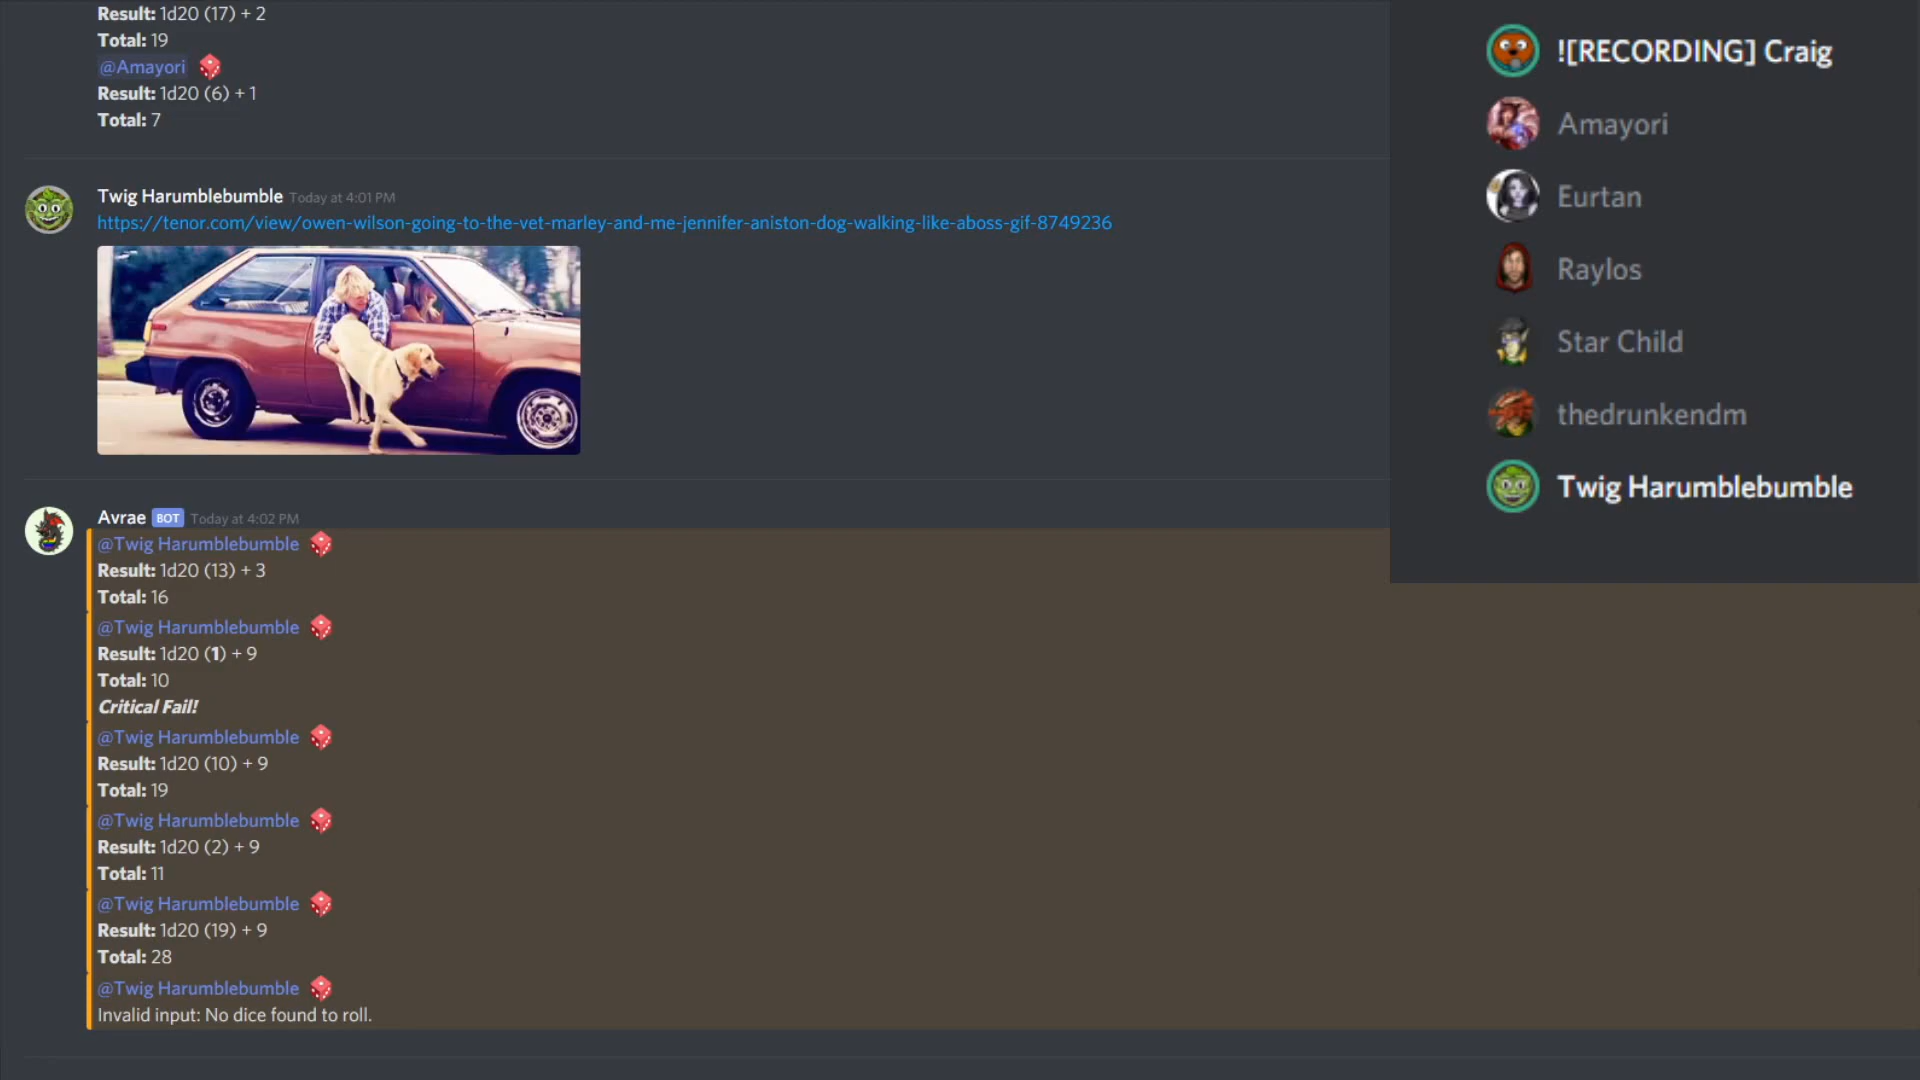 Result: 1d20 (17) + 2
Total: 19
@Amayori
Result: 1d20 (6) + 1
Total: 7
Twig Harumblebumble Today at 4:01 PM
https://tenor.com/view/owen-wilson-going-to-the-vet-marley-and-me-jennifer-aniston-dog-walking-like-aboss-gif-8749236
Avrae BOT Today at 4:02 PM
@Twig Harumblebumble
Result: 1d20 (13) + 3
Total: 16
@Twig Harumblebumble
Result: 1d20 (1) + 9
Total: 10
Critical Fail!
@Twig Harumblebumble
Result: 1d20 (10) + 9
Total: 19
@Twig Harumblebumble
Result: 1d20 (2) + 9
Total: 11
@Twig Harumblebumble
Result: 1d20 (19) + 9
Total: 28
@Twig Harumblebumble
Invalid input: No dice found to roll.
![RECORDING] Craig
Amayori
Eurtan
Raylos
Star Child
thedrunkendm
Twig Harumblebumble